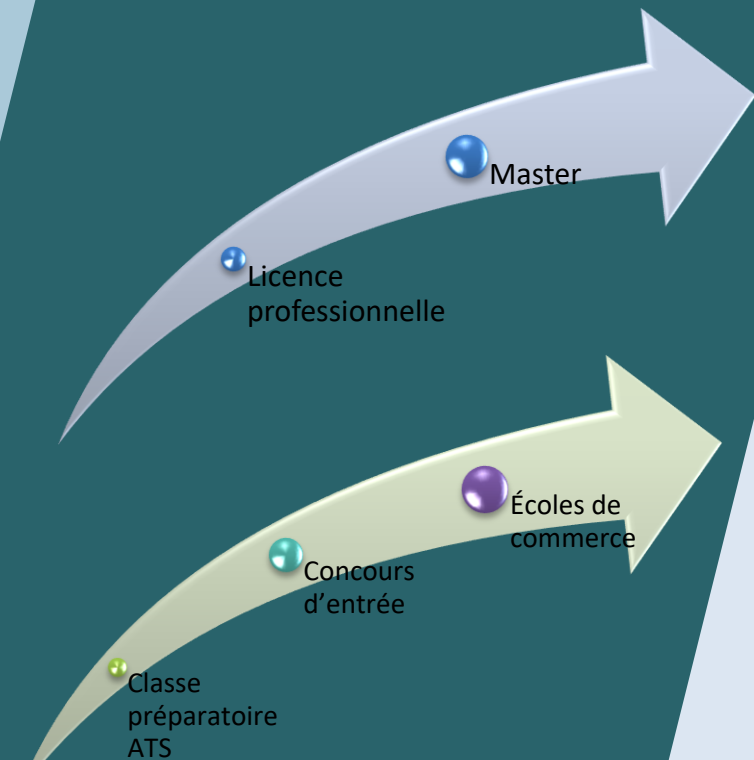 Master
Licence
professionnelle
Écoles de
commerce
Concours
d’entrée
Classe
préparatoire
ATS